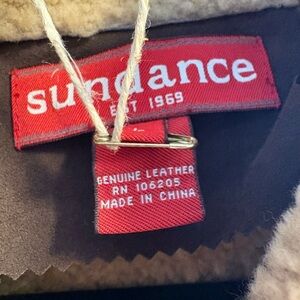 sundance
EST 1969
GENUINE LEATHER
RN 106205
MADE IN CHINA